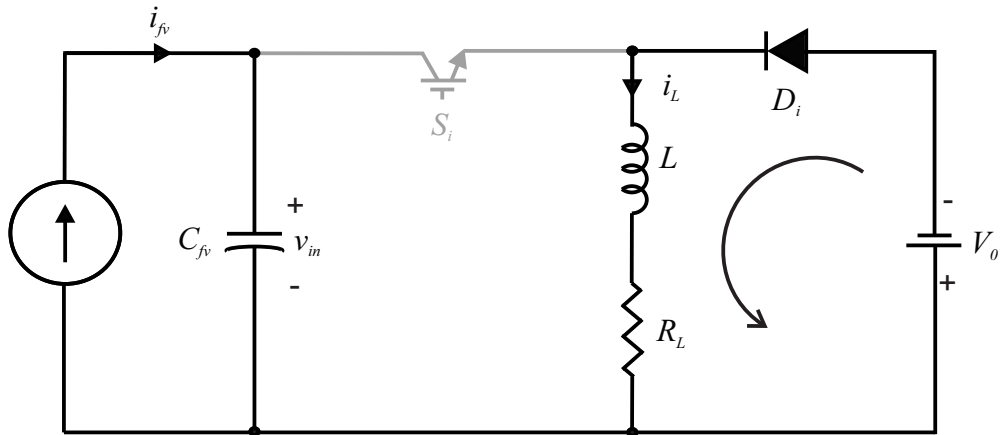 i_fv
S_i
i_L
D_i
L
C_fv
+
v_in
-
-
V_0
+
R_L